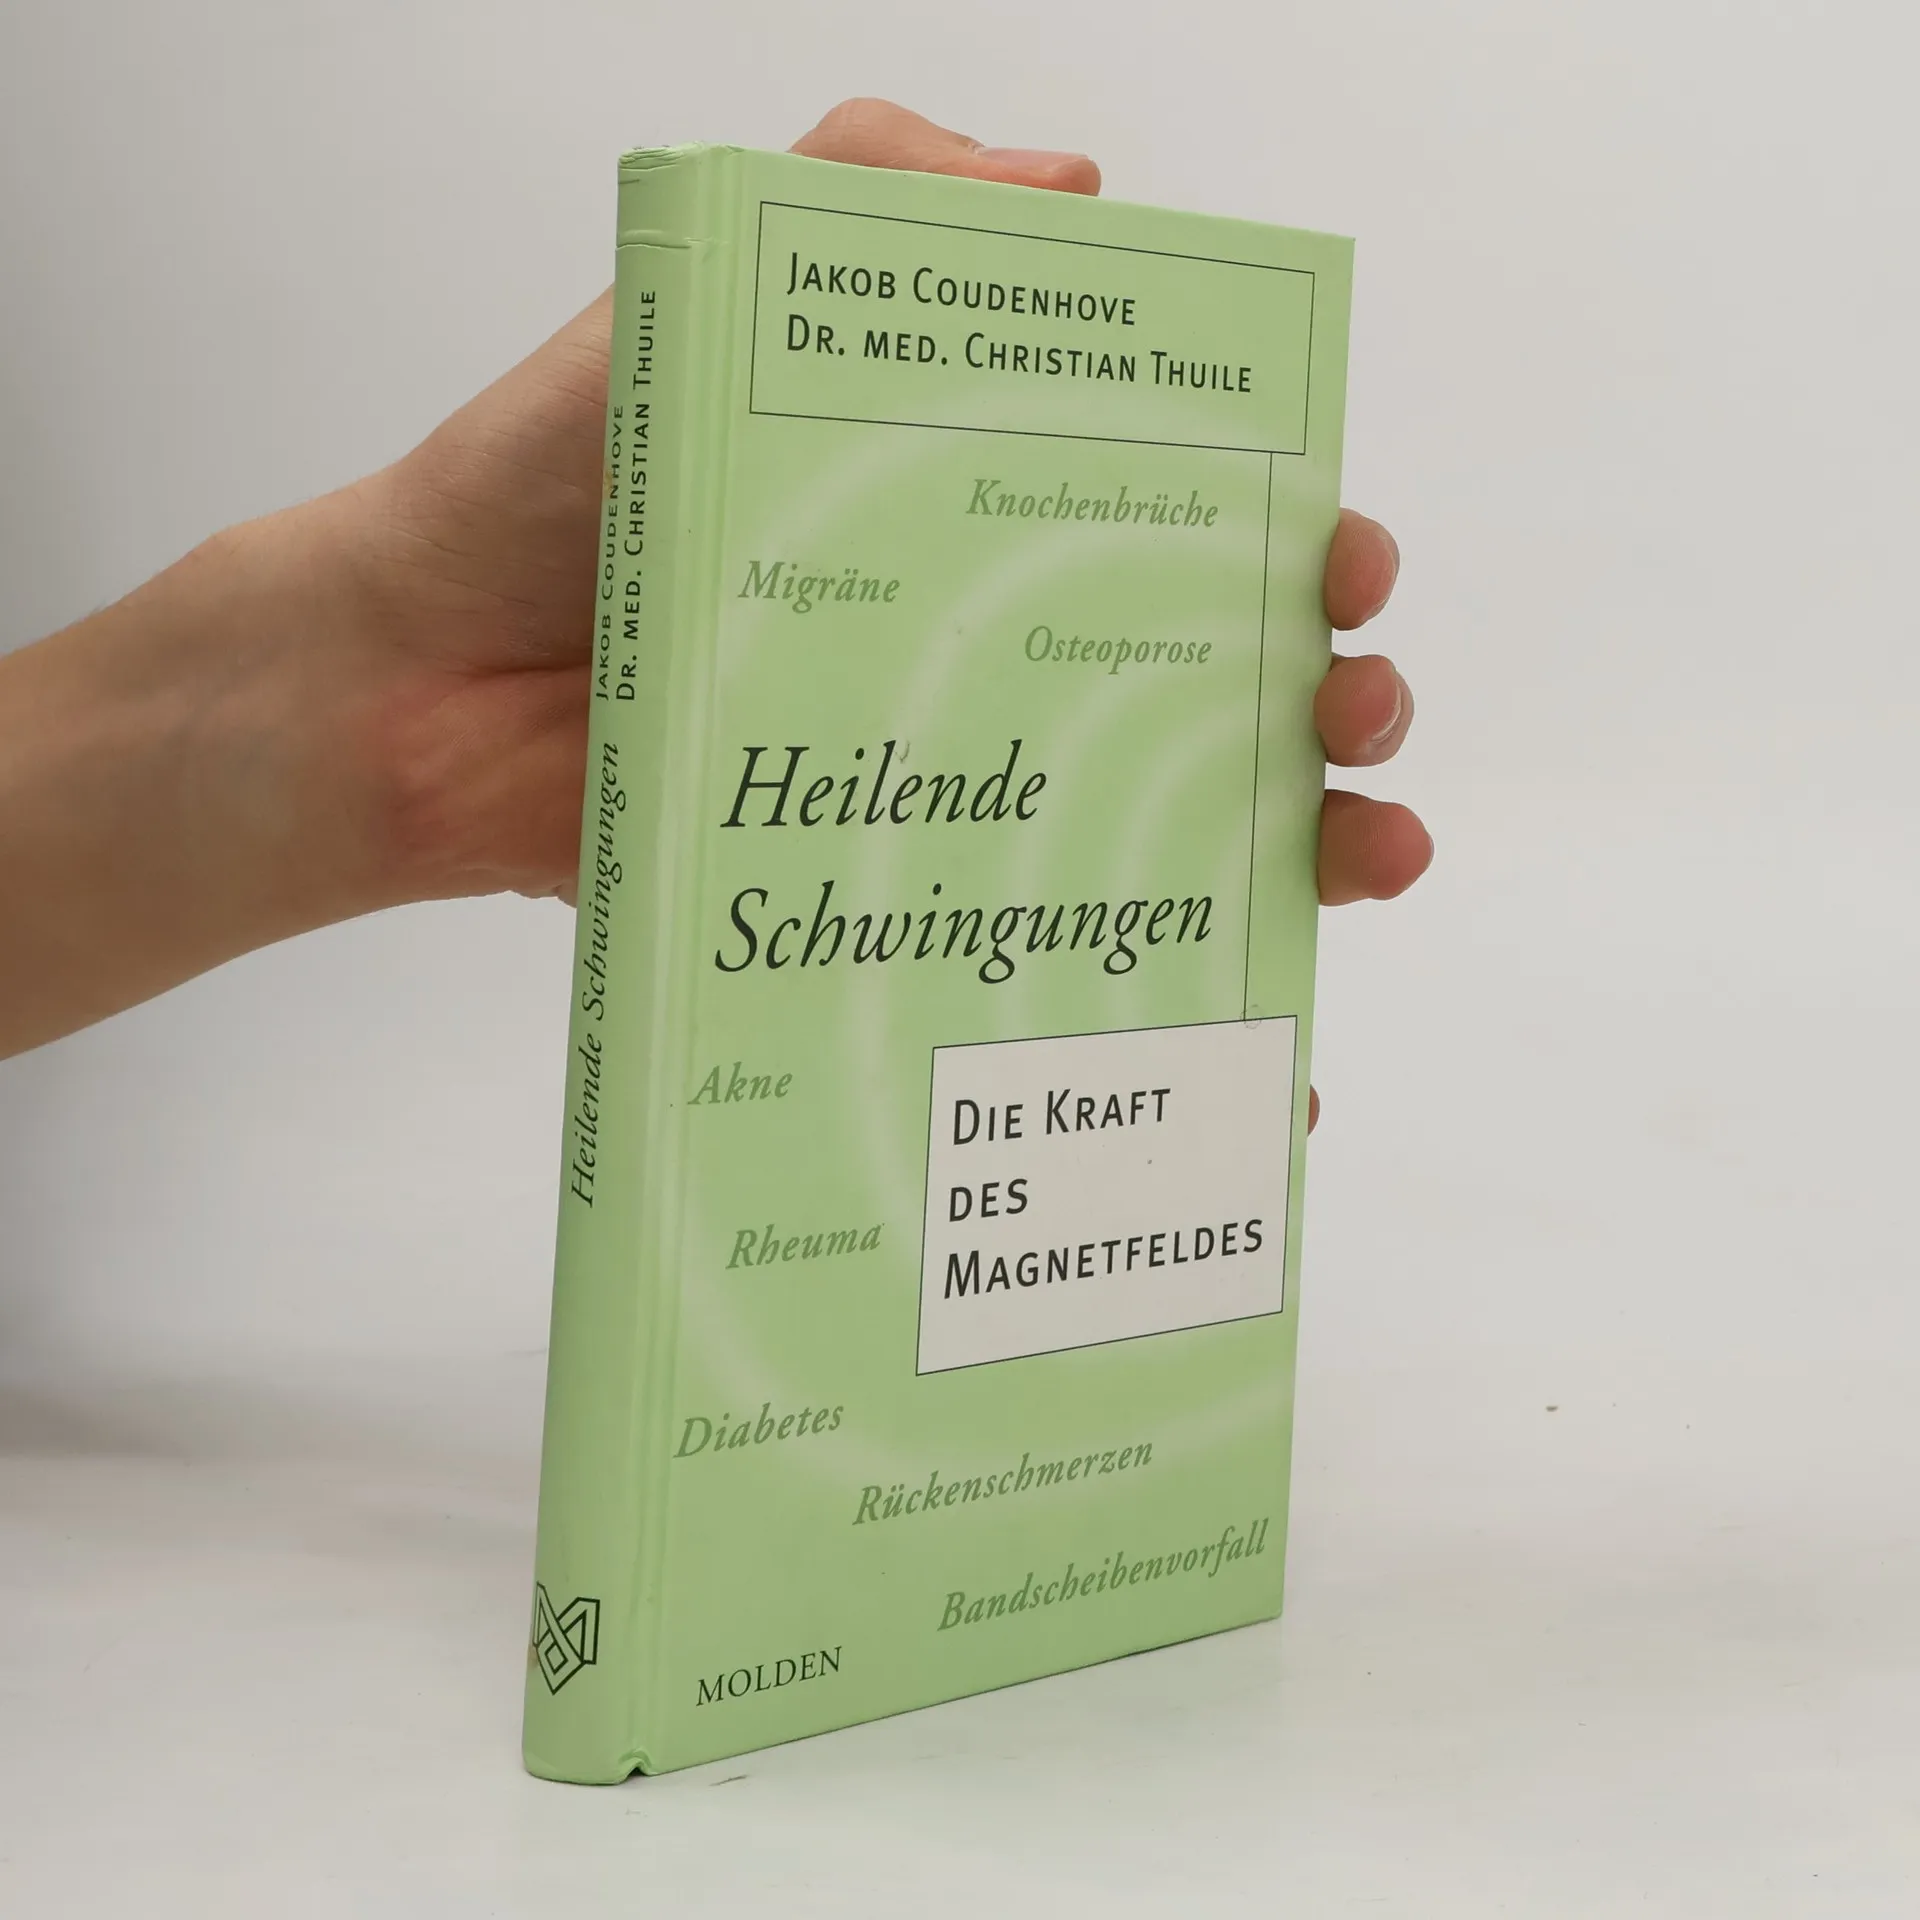 Jakob Coudenhove
Dr. med. Christian Thuile
Knochenbrüche
Migräne
Osteoporose
Heilende
Schwingungen
Akne
Die Kraft
des
Magnetfeldes
Rheuma
Diabetes
Rückenschmerzen
Bandscheibenvorfall
MOLDEN
Heilende Schwingungen
Jakob Coudenhove
Dr. med. Christian Thuile